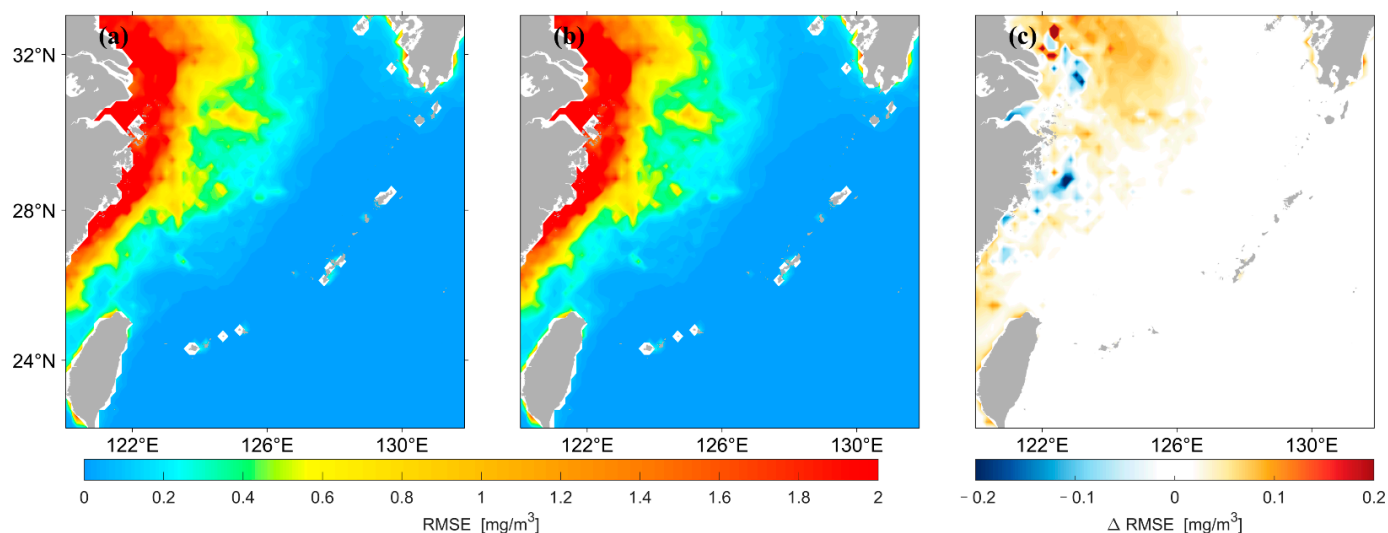 (a) (b) (c)
32°N
28°N
24°N
122°E 126°E 130°E 122°E 126°E 130°E 122°E 126°E 130°E
0 0.2 0.4 0.6 0.8 1 1.2 1.4 1.6 1.8 2 −0.2 −0.1 0 0.1 0.2
RMSE [mg/m³] Δ RMSE [mg/m³]